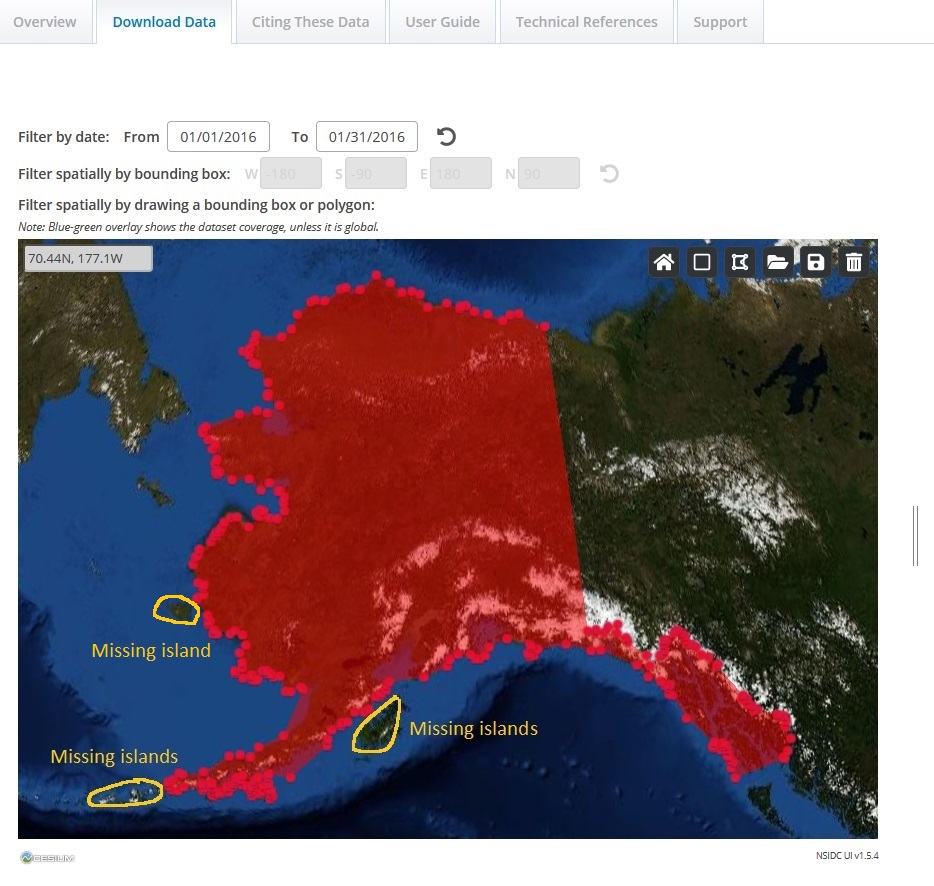 Overview Download Data Citing These Data User Guide Technical References Support
Filter by date: From 01/01/2016 To 01/31/2016
Filter spatially by bounding box: W -180 S -90 E 180 N 90
Filter spatially by drawing a bounding box or polygon:
Note: Blue-green overlay shows the dataset coverage, unless it is global.
70.44N, 177.1W
Missing island
Missing islands
Missing islands
CESIUM NSIDC UI v1.5.4